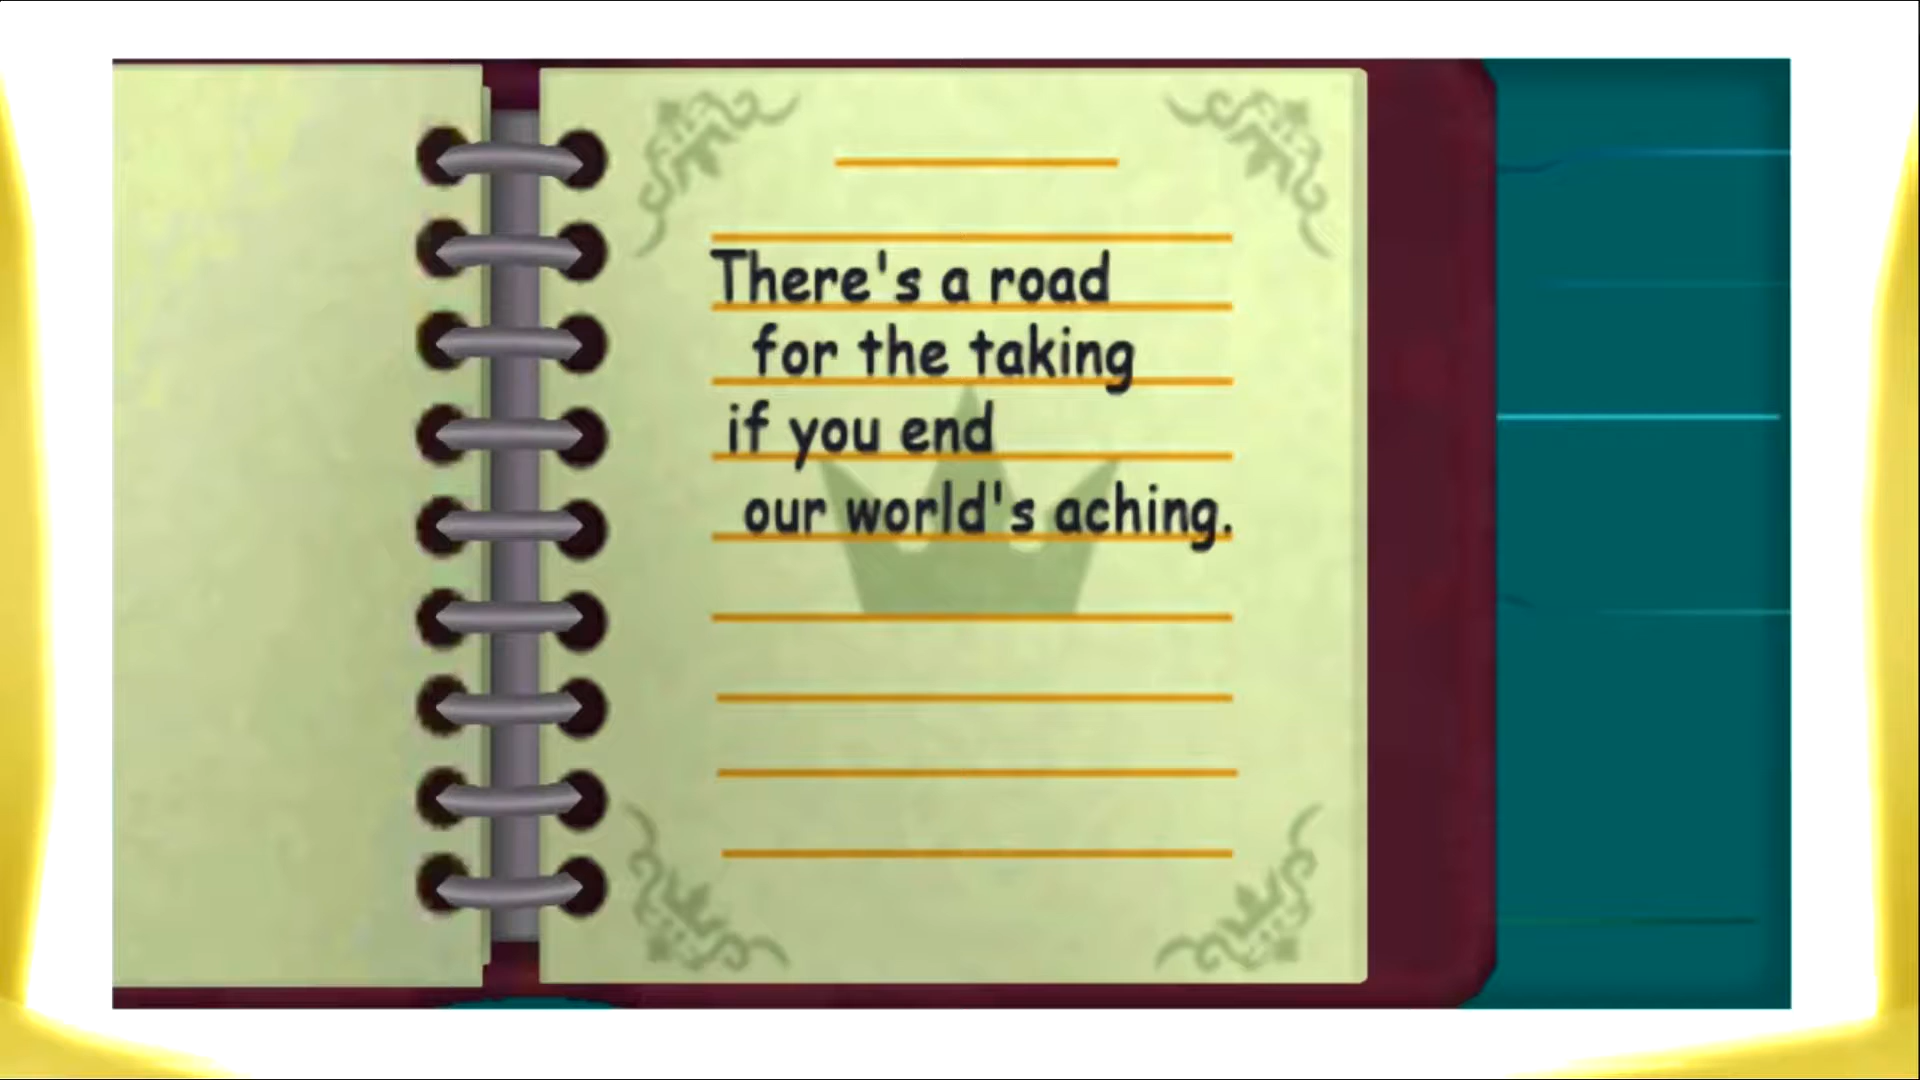 There's a road
for the taking
if you end
our world's aching.